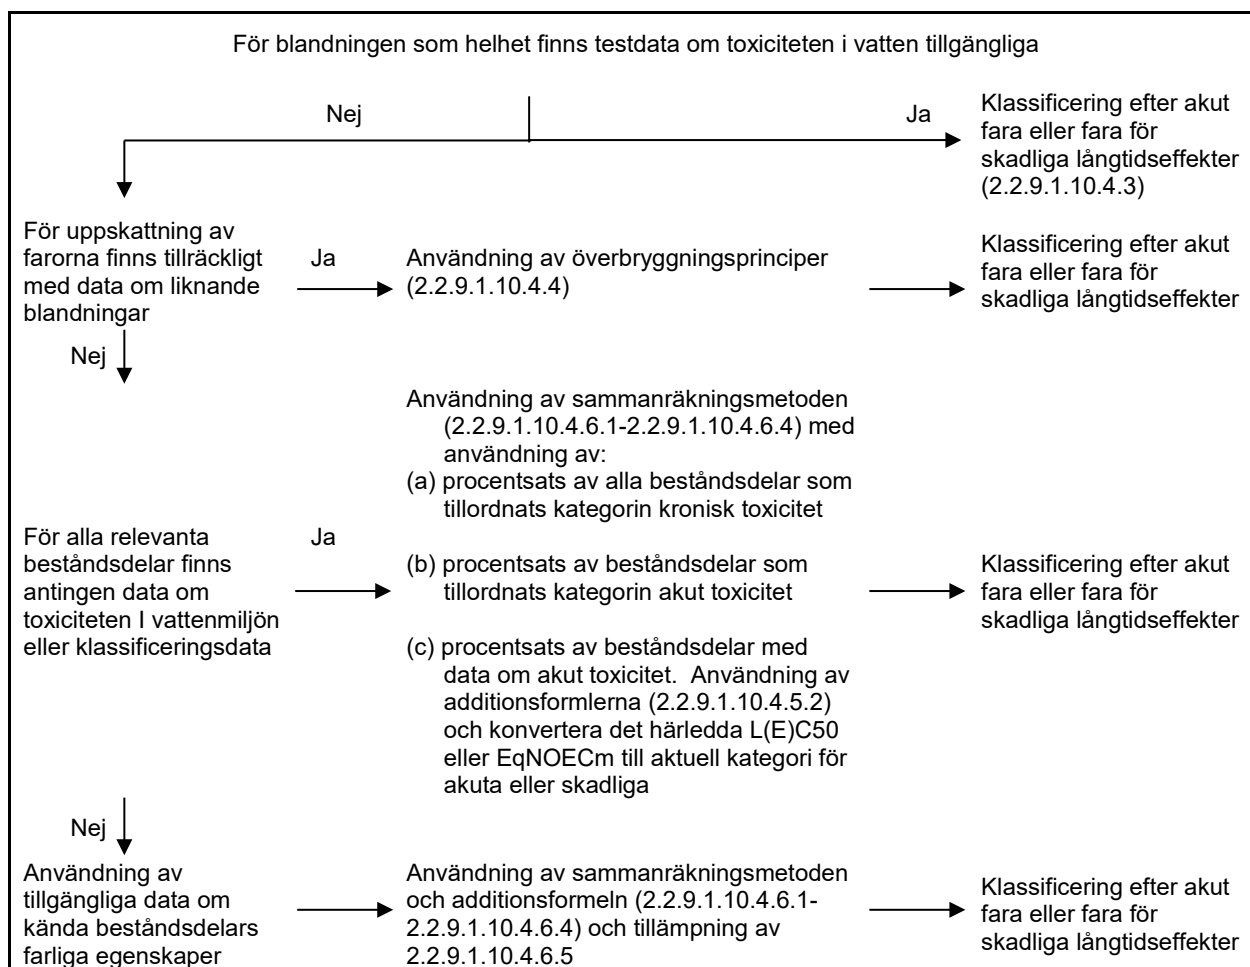 För blandningen som helhet finns testdata om toxiciteten i vatten tillgängliga
Nej
Ja
Klassificering efter akut
fara eller fara för
skadliga långtidseffekter
(2.2.9.1.10.4.3)
För uppskattning av
farorna finns tillräckligt
med data om liknande
blandningar
Ja
Användning av överbryggningsprinciper
(2.2.9.1.10.4.4)
Klassificering efter akut
fara eller fara för
skadliga långtidseffekter
Nej
Användning av sammanräkningsmetoden
(2.2.9.1.10.4.6.1-2.2.9.1.10.4.6.4) med
användning av:
(a) procentsats av alla beståndsdelar som
tillordnats kategorin kronisk toxicitet
För alla relevanta
beståndsdelar finns
antingen data om
toxiciteten I vattenmiljön
eller klassificeringsdata
Ja
(b) procentsats av beståndsdelar som
tillordnats kategorin akut toxicitet
(c) procentsats av beståndsdelar med
data om akut toxicitet. Användning av
additionsformlerna (2.2.9.1.10.4.5.2)
och konvertera det härledda L(E)C50
eller EqNOECm till aktuell kategori för
akuta eller skadliga
Klassificering efter akut
fara eller fara för
skadliga långtidseffekter
Nej
Användning av
tillgängliga data om
kända beståndsdelars
farliga egenskaper
Användning av sammanräkningsmetoden
och additionsformeln (2.2.9.1.10.4.6.1-
2.2.9.1.10.4.6.4) och tillämpning av
2.2.9.1.10.4.6.5
Klassificering efter akut
fara eller fara för
skadliga långtidseffekter